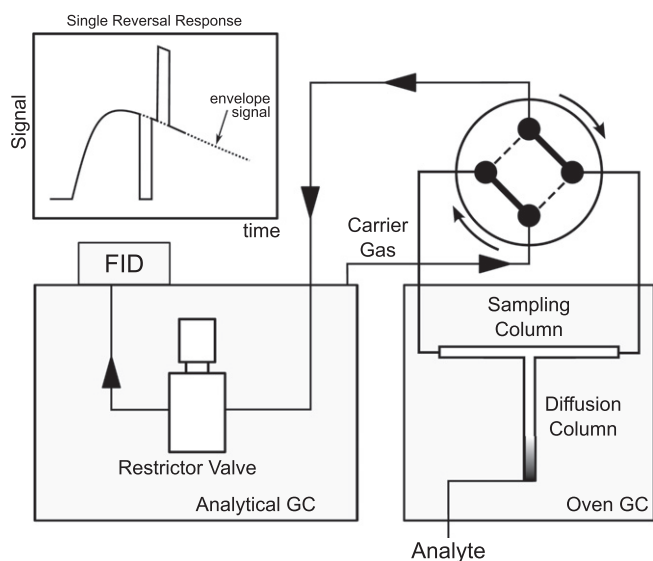 Single Reversal Response
Signal
envelope
signal
time
Carrier
Gas
FID
Restrictor Valve
Analytical GC
Sampling
Column
Diffusion
Column
Oven GC
Analyte